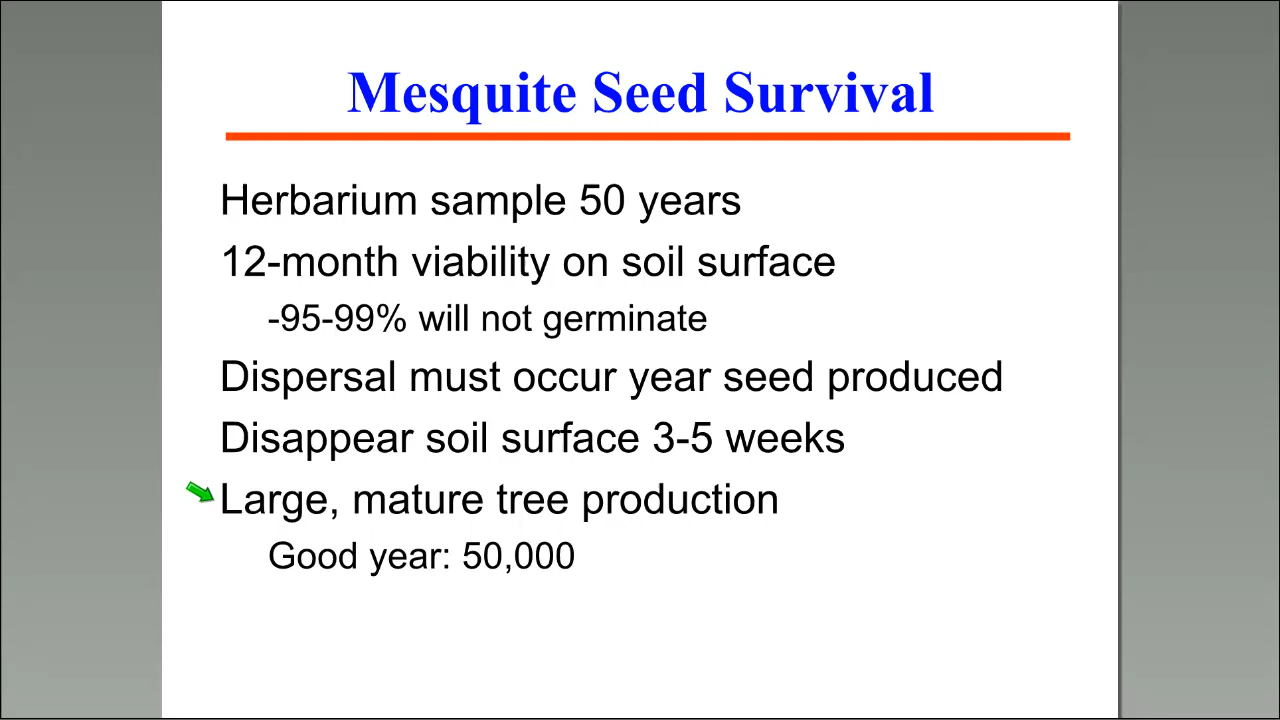 Mesquite Seed Survival
Herbarium sample 50 years
12-month viability on soil surface
-95-99% will not germinate
Dispersal must occur year seed produced
Disappear soil surface 3-5 weeks
Large, mature tree production
Good year: 50,000